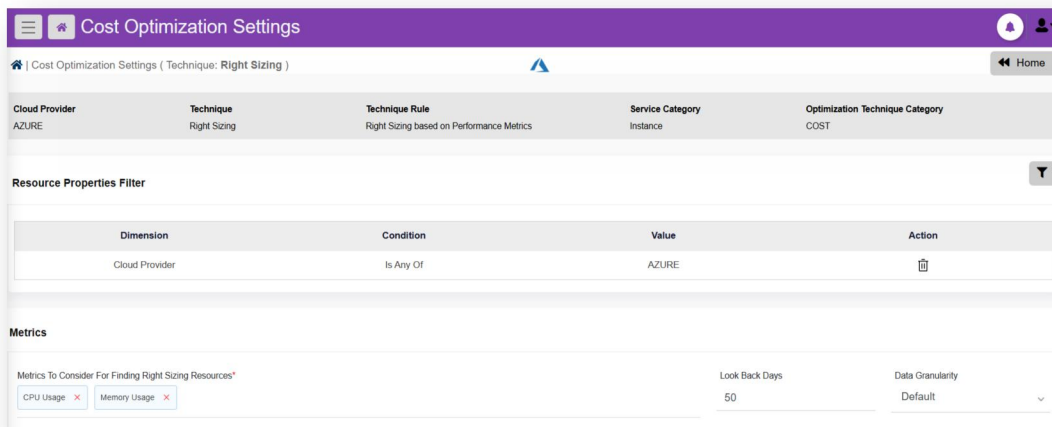 Cost Optimization Settings
| Cost Optimization Settings ( Technique: Right Sizing )
Home
Cloud Provider Technique Technique Rule Service Category Optimization Technique Category
AZURE Right Sizing Right Sizing based on Performance Metrics Instance COST
Resource Properties Filter
Dimension Condition Value Action
Cloud Provider Is Any Of AZURE
Metrics
Metrics To Consider For Finding Right Sizing Resources* Look Back Days Data Granularity
CPU Usage × Memory Usage × 50 Default